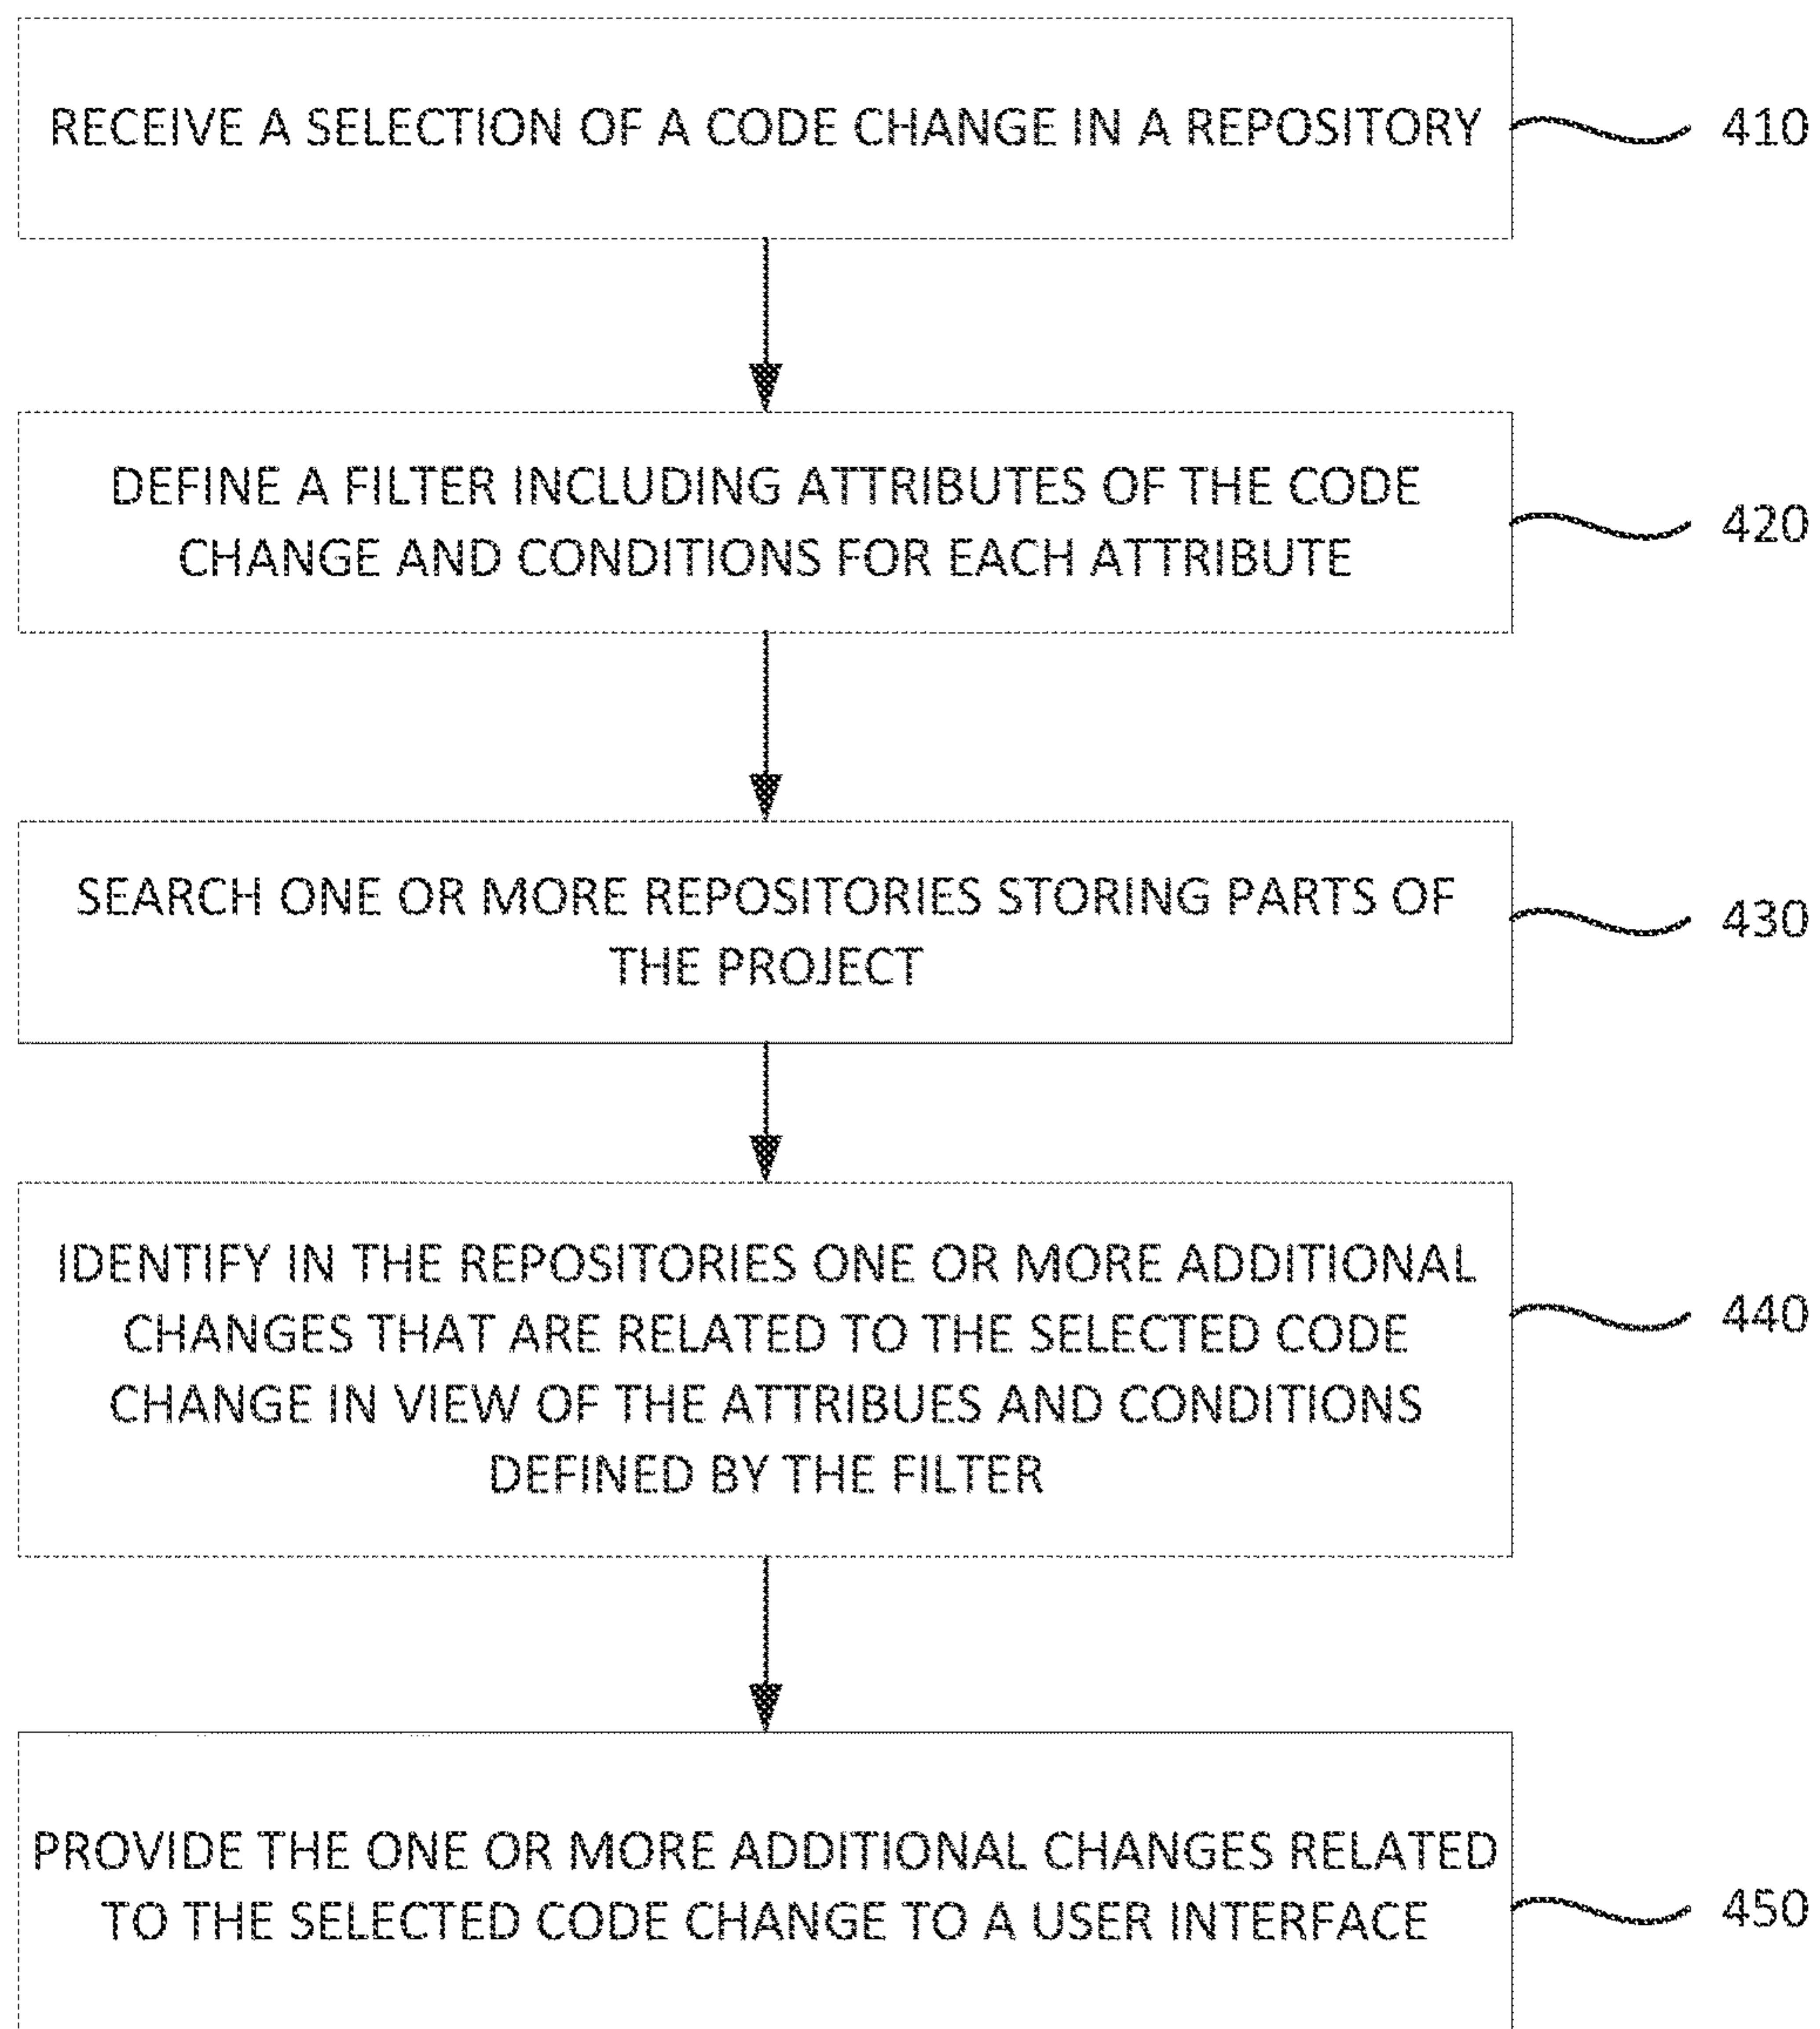 RECEIVE A SELECTION OF A CODE CHANGE IN A REPOSITORY
410
DEFINE A FILTER INCLUDING ATTRIBUTES OF THE CODE
CHANGE AND CONDITIONS FOR EACH ATTRIBUTE
420
SEARCH ONE OR MORE REPOSITORIES STORING PARTS OF
THE PROJECT
430
IDENTIFY IN THE REPOSITORIES ONE OR MORE ADDITIONAL
CHANGES THAT ARE RELATED TO THE SELECTED CODE
CHANGE IN VIEW OF THE ATTRIBUES AND CONDITIONS
DEFINED BY THE FILTER
440
PROVIDE THE ONE OR MORE ADDITIONAL CHANGES RELATED
TO THE SELECTED CODE CHANGE TO A USER INTERFACE
450